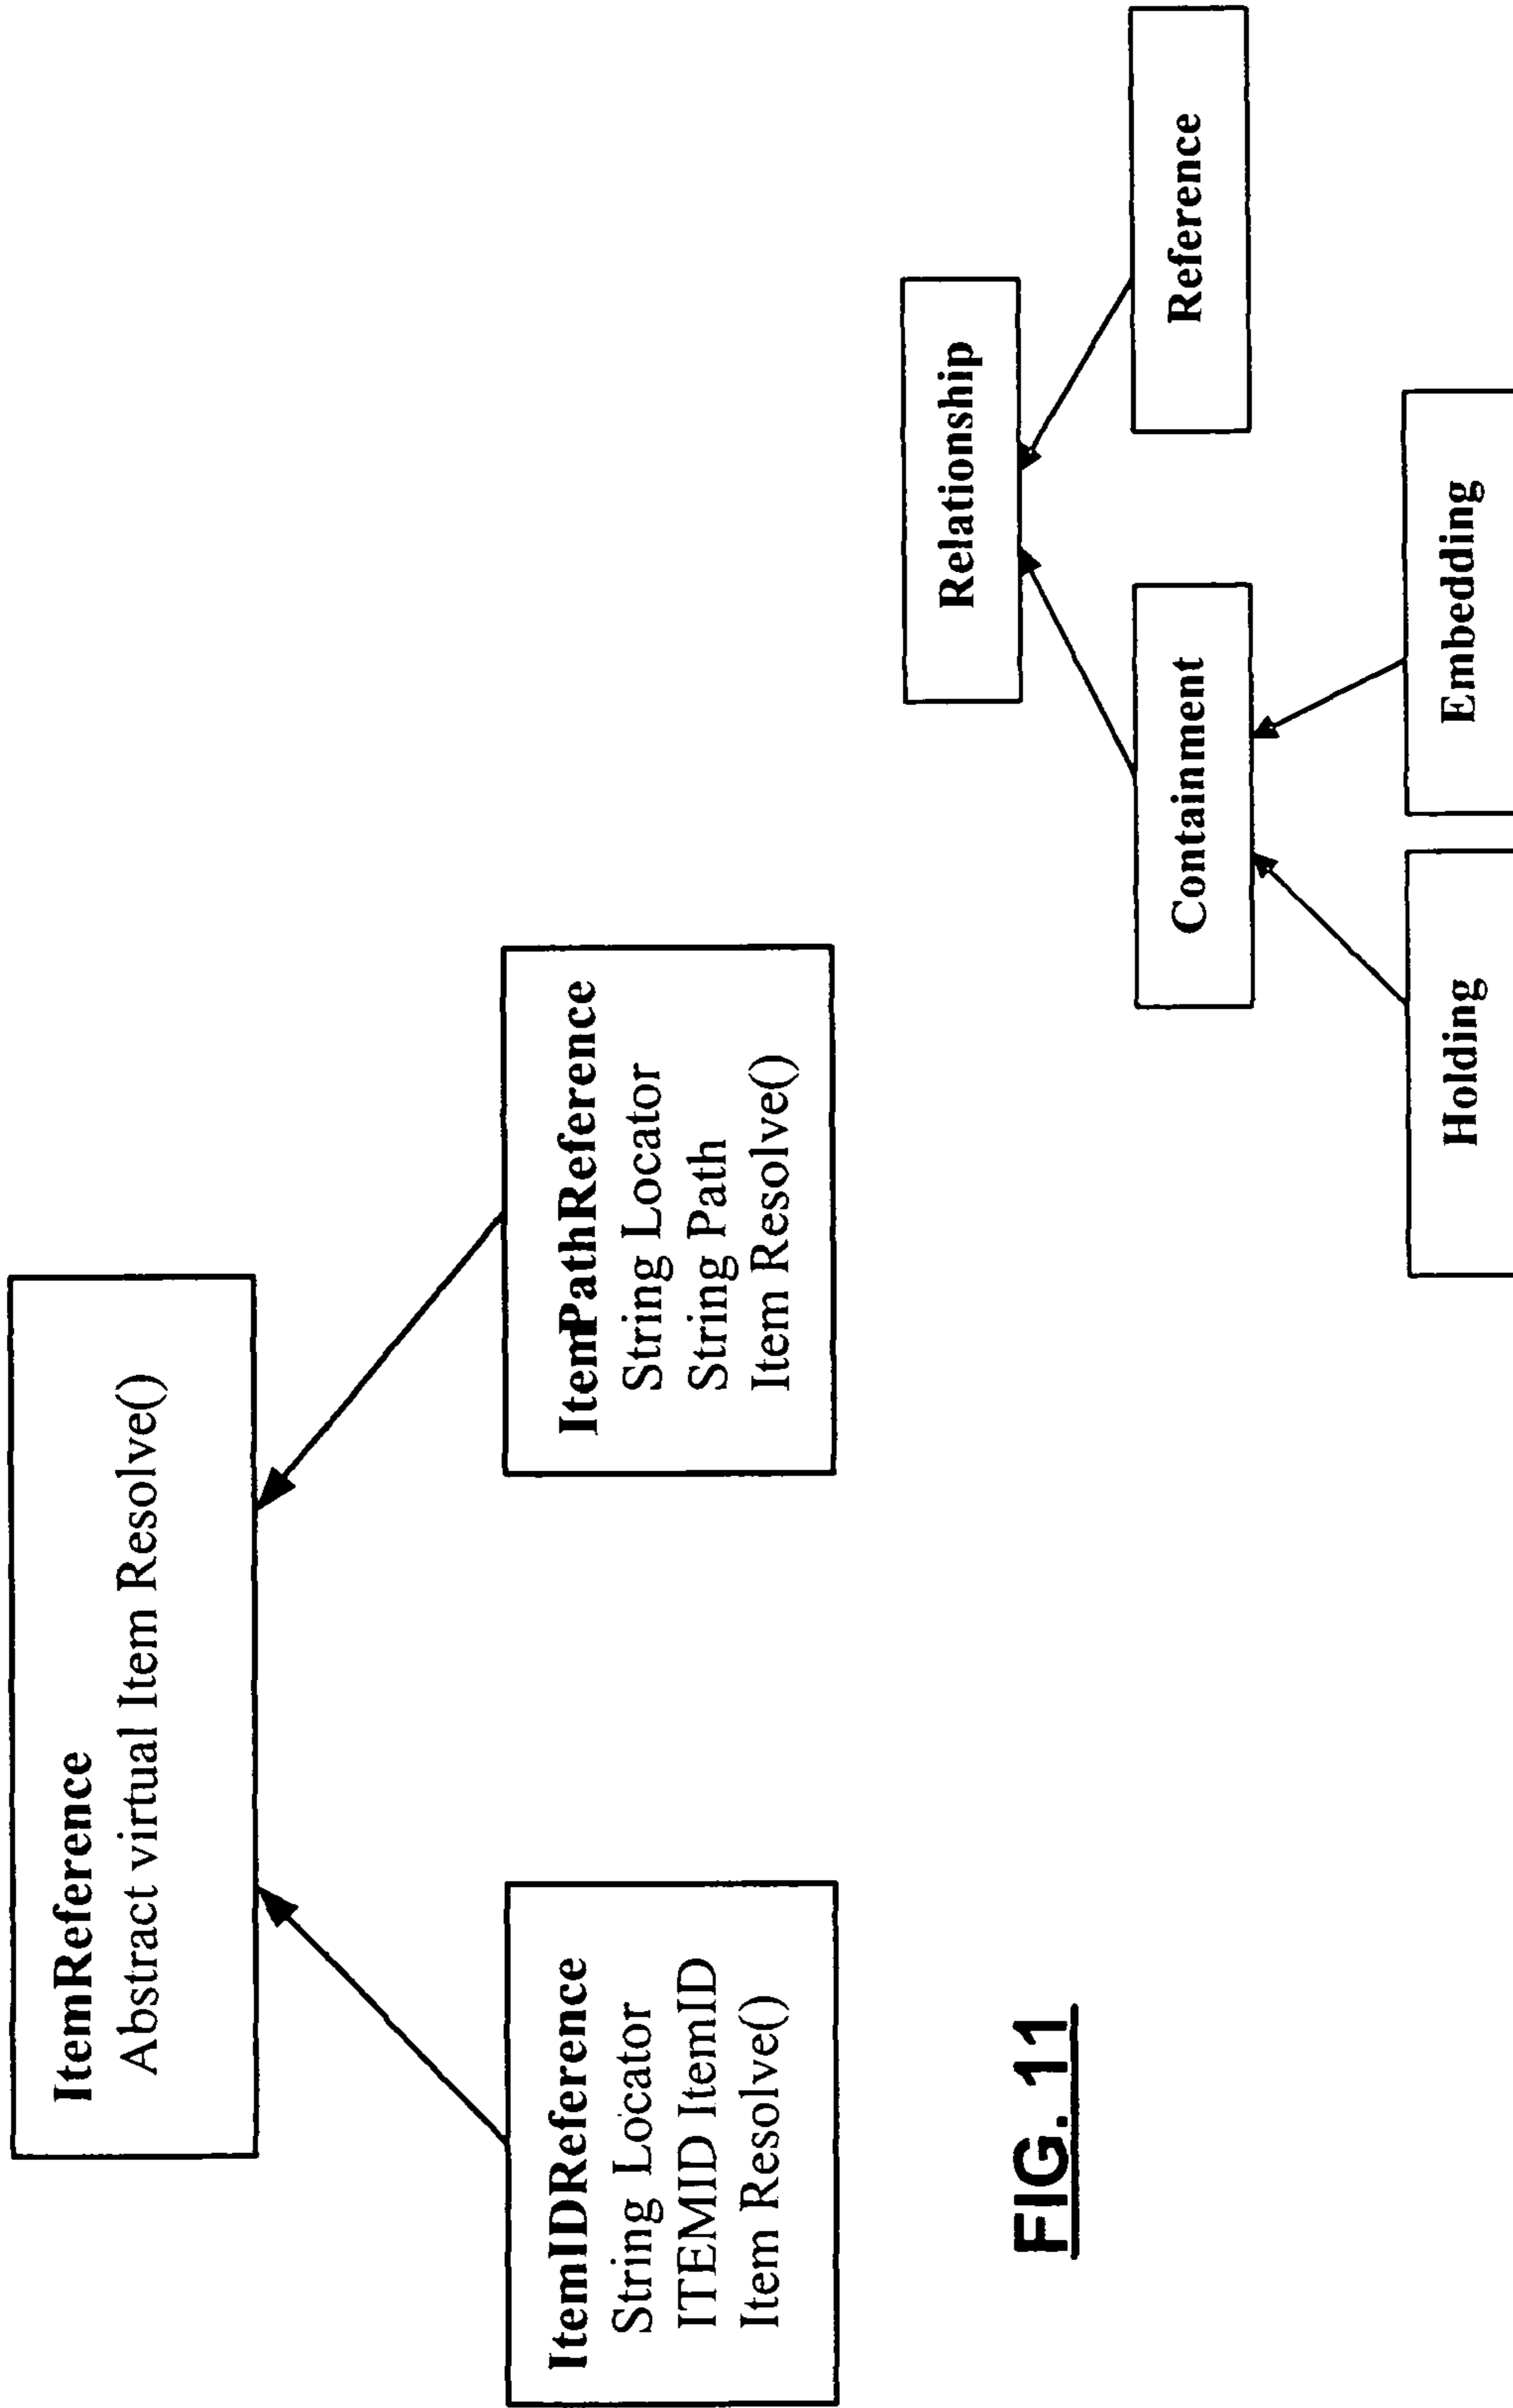 ItemReference
Abstract virtual Item Resolve()
ItemIDReference
String Locator
ITEMID ItemID
Item Resolve()
ItemPathReference
String Locator
String Path
Item Resolve()
FIG. 11
Relationship
Containment
Reference
Holding
Embedding